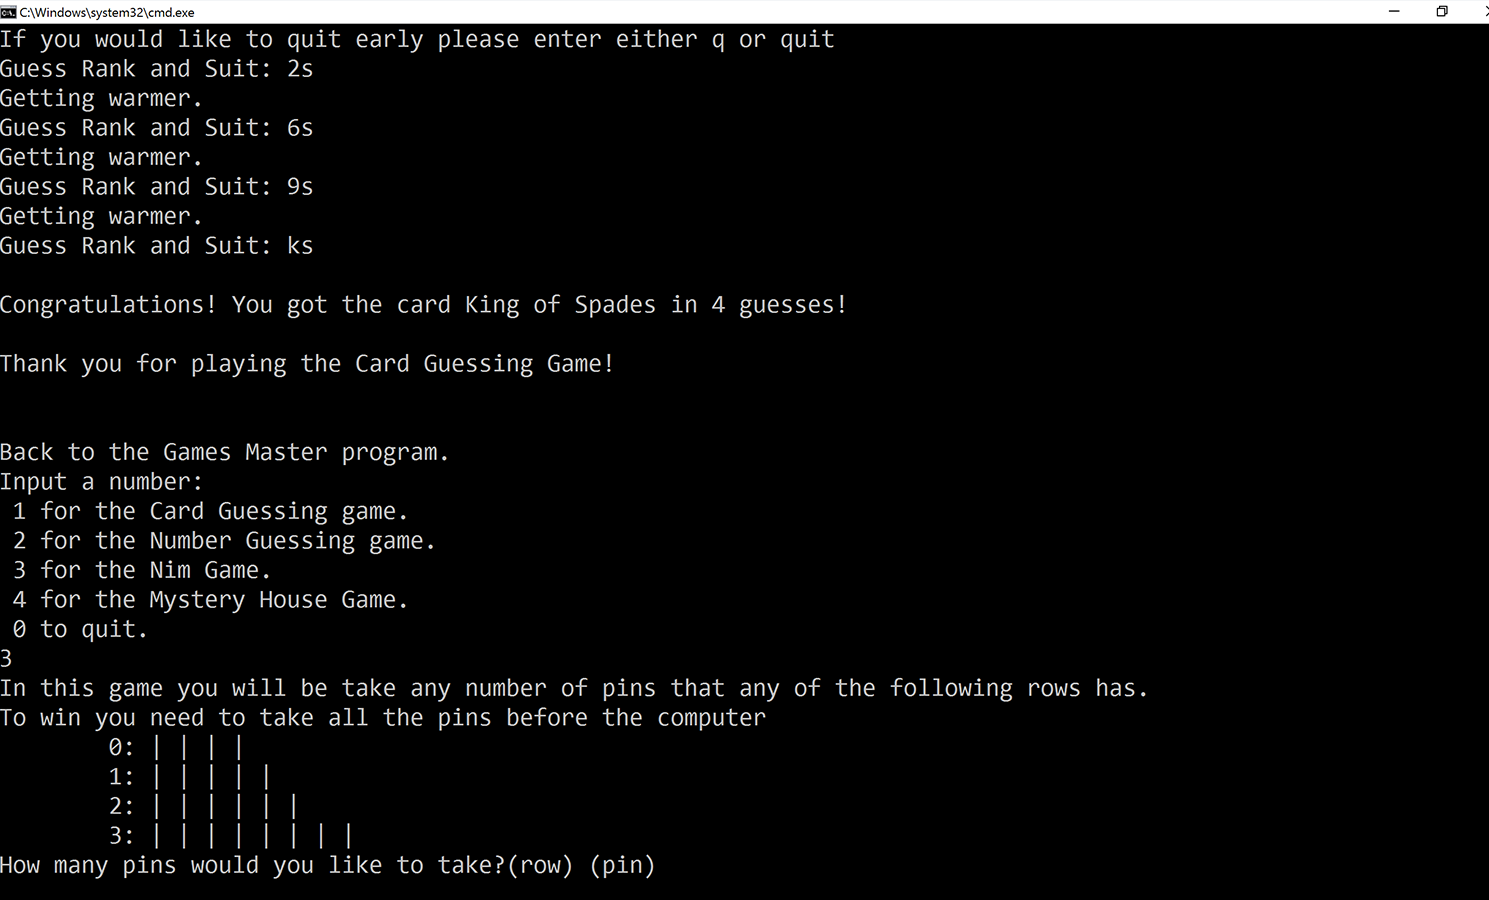 C:\Windows\system32\cmd.exe
If you would like to quit early please enter either q or quit
Guess Rank and Suit: 2s
Getting warmer.
Guess Rank and Suit: 6s
Getting warmer.
Guess Rank and Suit: 9s
Getting warmer.
Guess Rank and Suit: ks
Congratulations! You got the card King of Spades in 4 guesses!
Thank you for playing the Card Guessing Game!
Back to the Games Master program.
Input a number:
1 for the Card Guessing game.
2 for the Number Guessing game.
3 for the Nim Game.
4 for the Mystery House Game.
0 to quit.
3
In this game you will be take any number of pins that any of the following rows has.
To win you need to take all the pins before the computer
0: | | | |
1: | | | | |
2: | | | | | |
3: | | | | | | | |
How many pins would you like to take?(row) (pin)